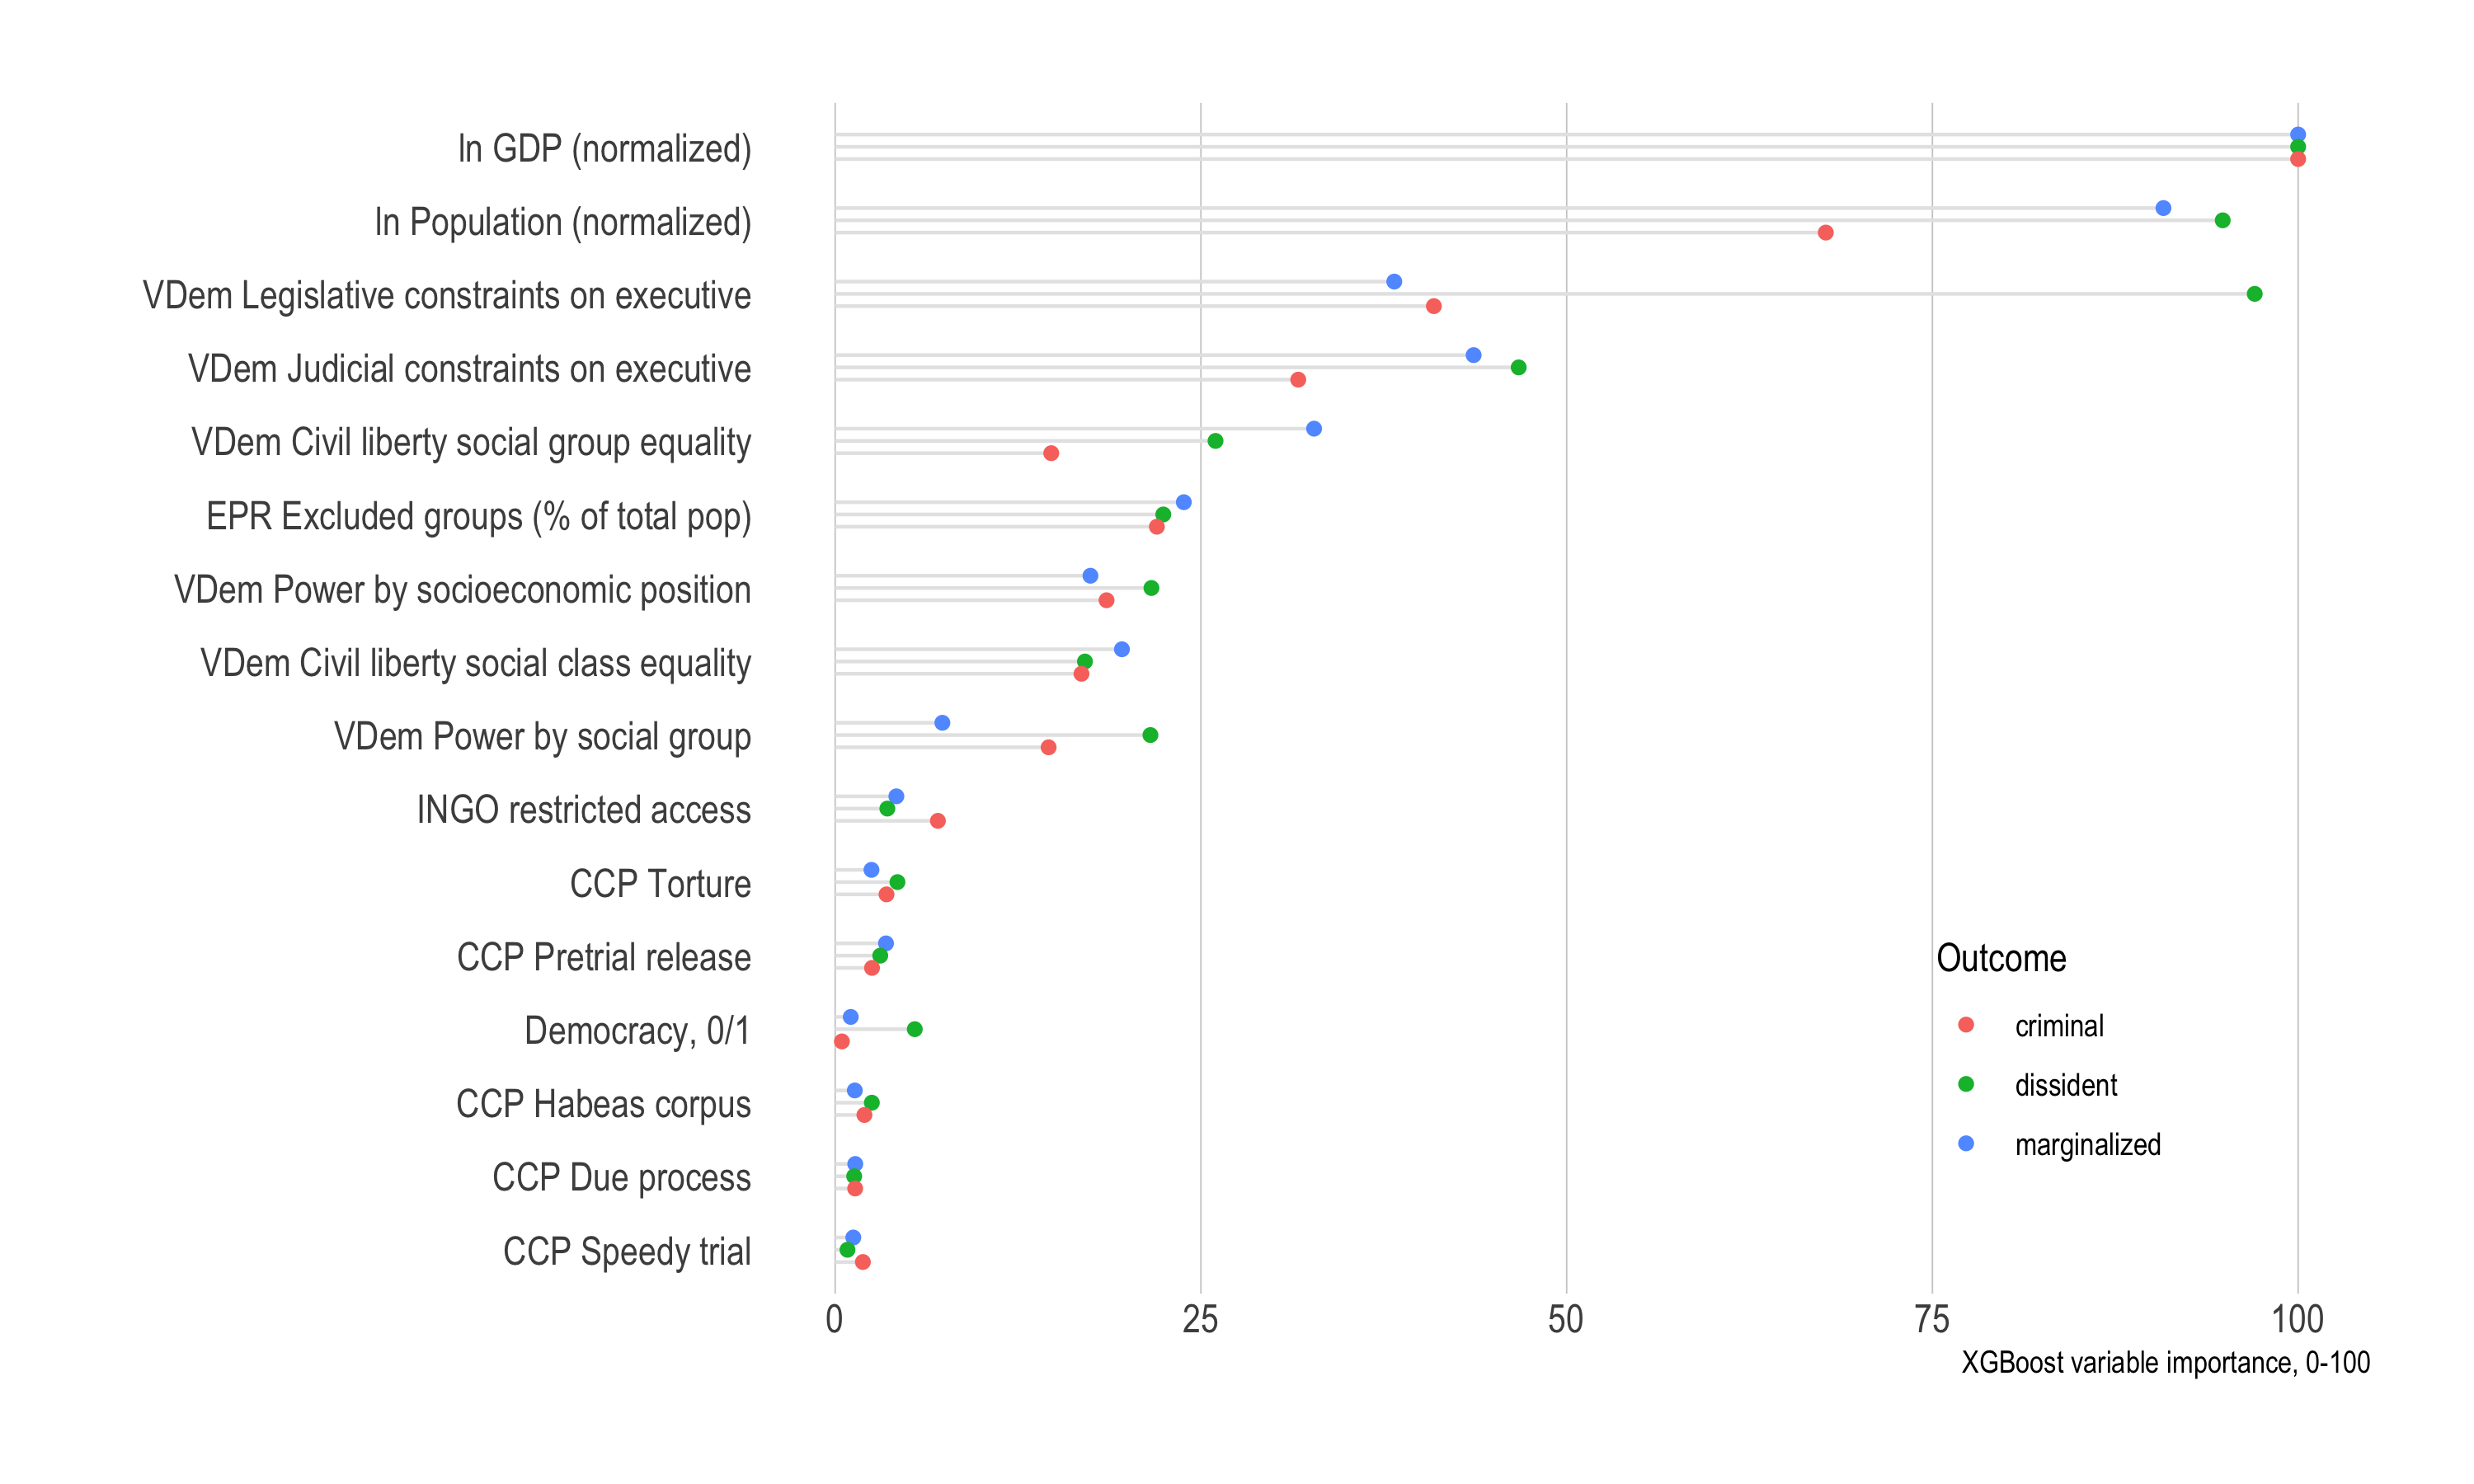 ln GDP (normalized)
ln Population (normalized)
VDem Legislative constraints on executive
VDem Judicial constraints on executive
VDem Civil liberty social group equality
EPR Excluded groups (% of total pop)
VDem Power by socioeconomic position
VDem Civil liberty social class equality
VDem Power by social group
INGO restricted access
CCP Torture
CCP Pretrial release
Democracy, 0/1
CCP Habeas corpus
CCP Due process
CCP Speedy trial
Outcome
criminal
dissident
marginalized
0 25 50 75 100
XGBoost variable importance, 0-100